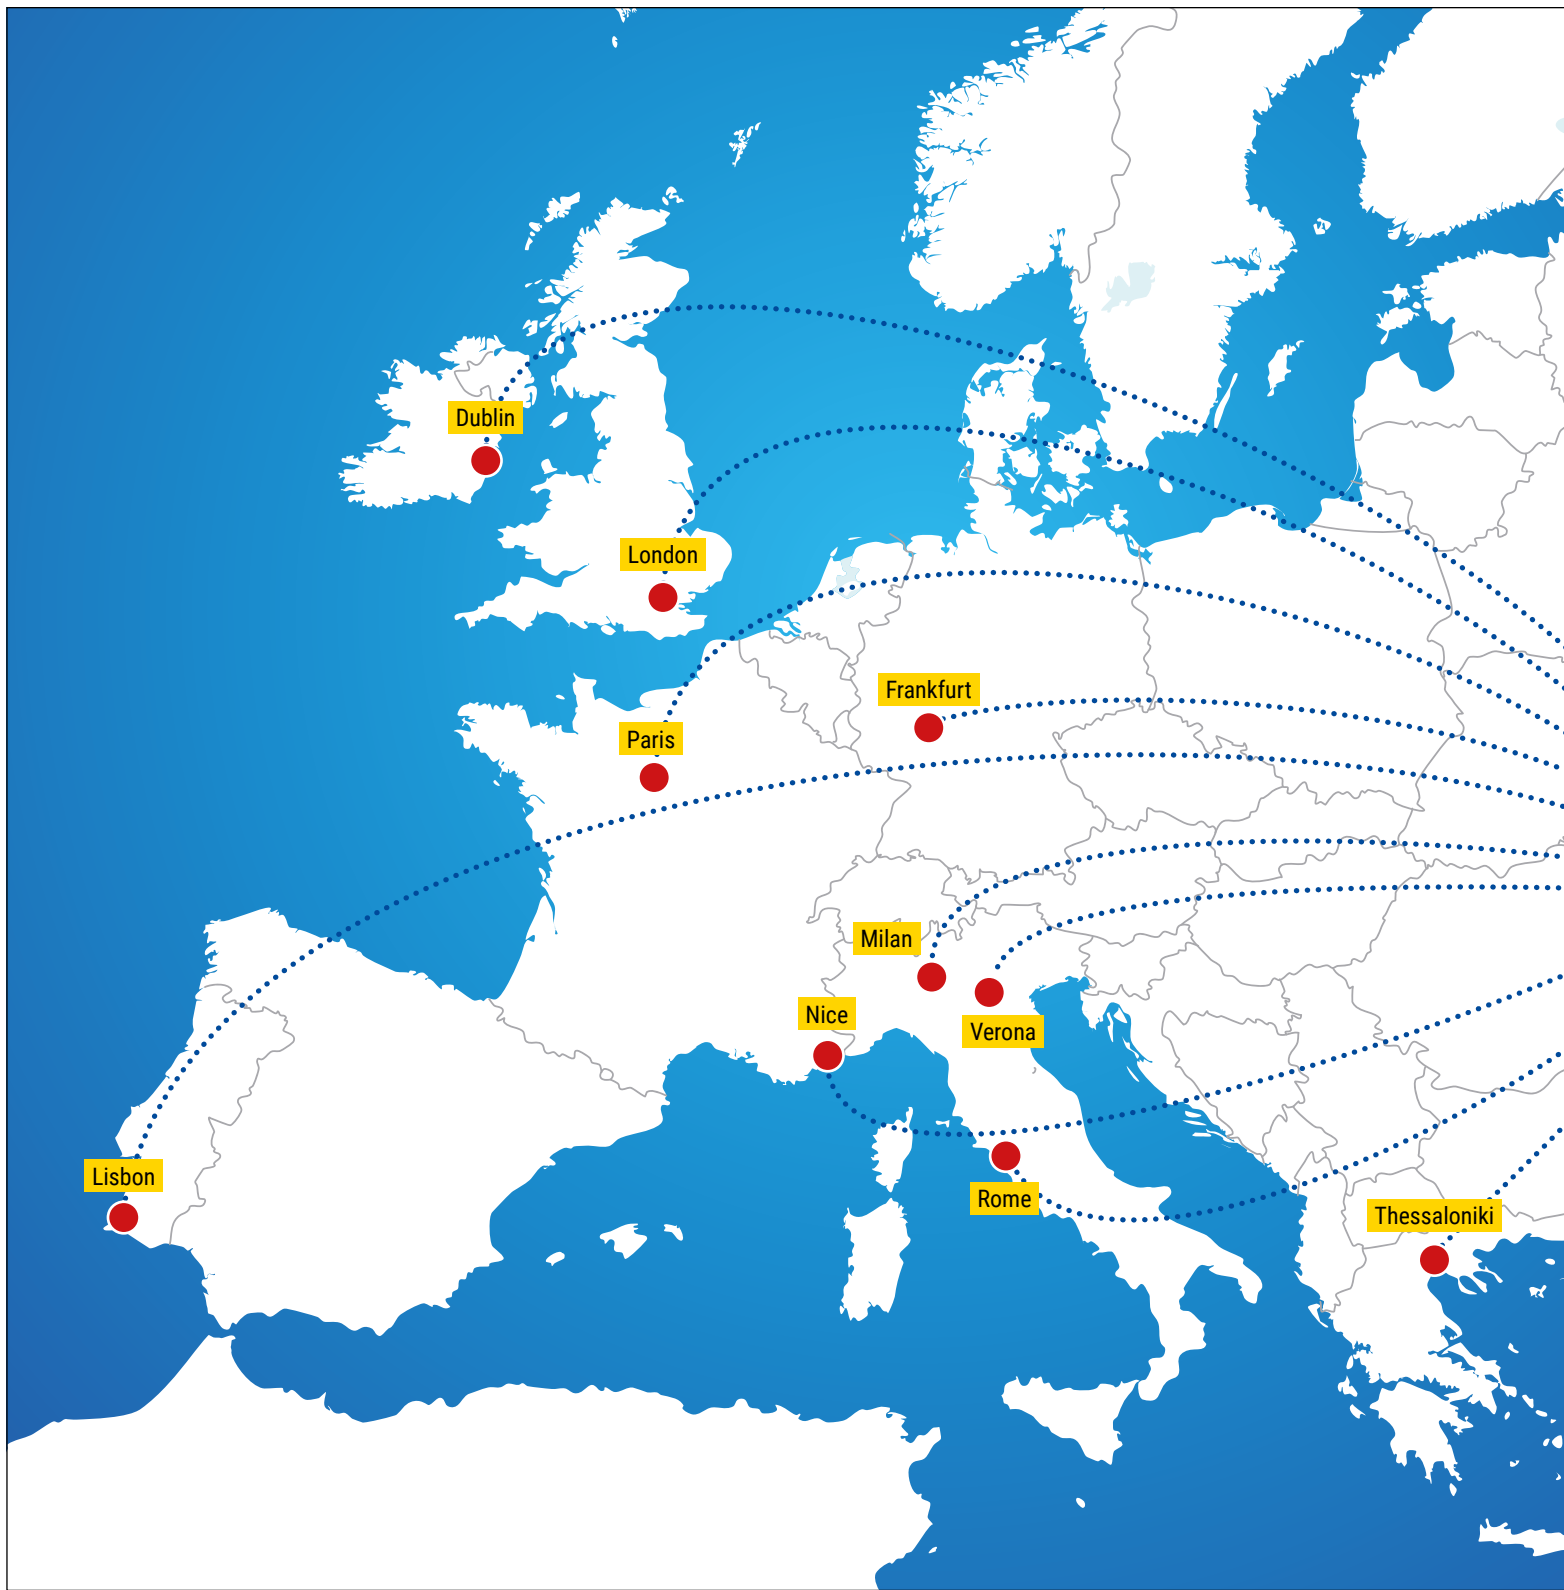 Dublin
London
Frankfurt
Paris
Milan
Nice
Verona
Lisbon
Rome
Thessaloniki